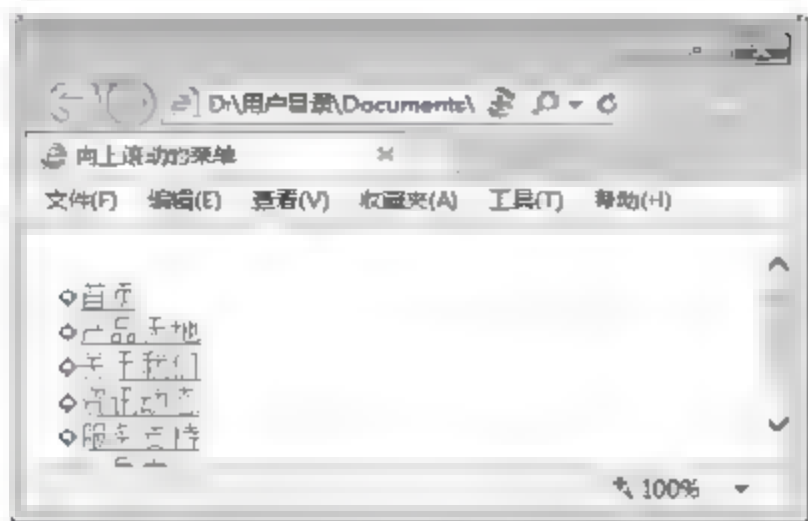 D:\用户目录\Documents\
向上滚动的菜单
文件(F) 编辑(E) 查看(V) 收藏夹(A) 工具(T) 帮助(H)
首页
产品天地
关于我们
资讯动态
服务支持
100%